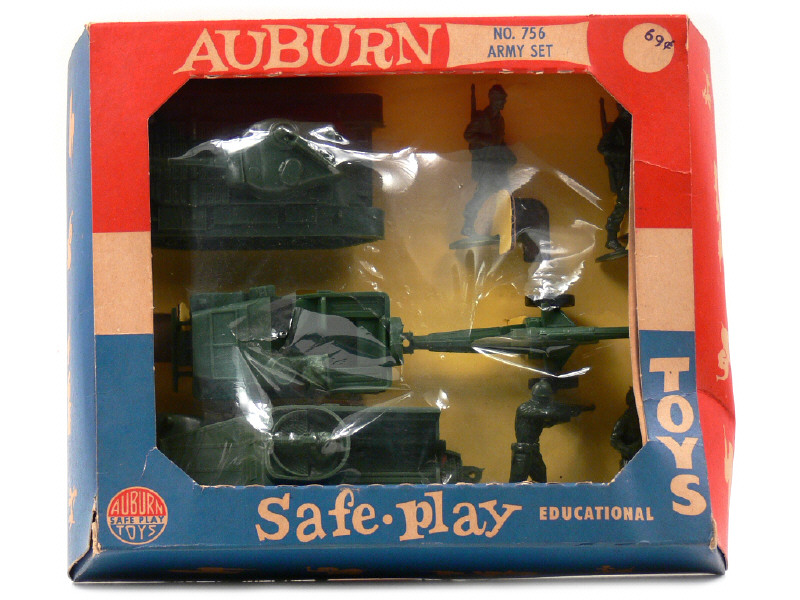 AUBURN
NO. 756
ARMY SET
69¢
TOYS
Safe·play EDUCATIONAL
AUBURN
SAFE PLAY
TOYS